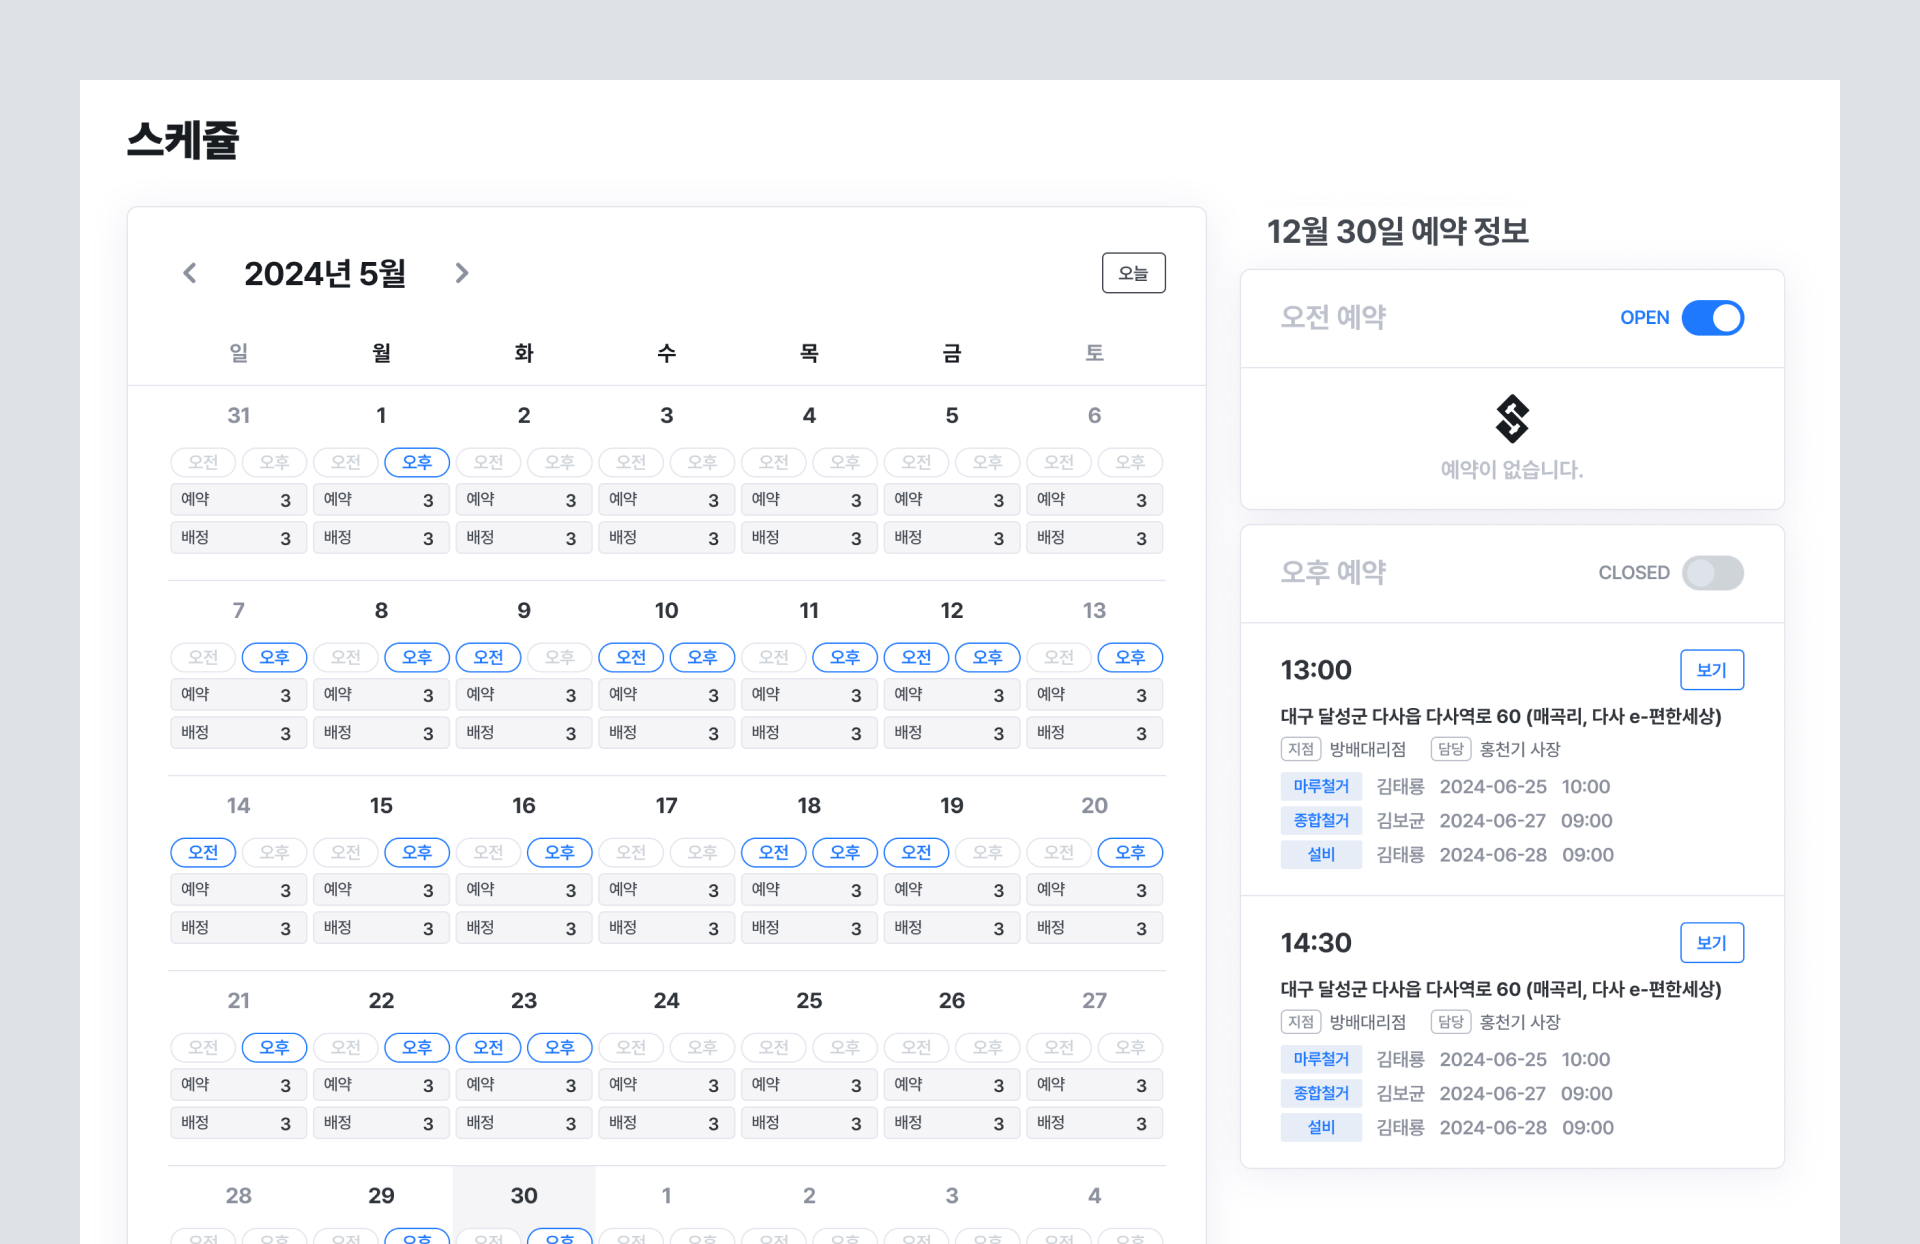 스케쥴
2024년 5월
오늘
일 월 화 수 목 금 토
31 1 2 3 4 5 6
오전 오후 오전 오후 오전 오후 오전 오후 오전 오후 오전 오후 오전 오후
예약 3 예약 3 예약 3 예약 3 예약 3 예약 3 예약 3
배정 3 배정 3 배정 3 배정 3 배정 3 배정 3 배정 3
7 8 9 10 11 12 13
오전 오후 오전 오후 오전 오후 오전 오후 오전 오후 오전 오후 오전 오후
예약 3 예약 3 예약 3 예약 3 예약 3 예약 3 예약 3
배정 3 배정 3 배정 3 배정 3 배정 3 배정 3 배정 3
14 15 16 17 18 19 20
오전 오후 오전 오후 오전 오후 오전 오후 오전 오후 오전 오후 오전 오후
예약 3 예약 3 예약 3 예약 3 예약 3 예약 3 예약 3
배정 3 배정 3 배정 3 배정 3 배정 3 배정 3 배정 3
21 22 23 24 25 26 27
오전 오후 오전 오후 오전 오후 오전 오후 오전 오후 오전 오후 오전 오후
예약 3 예약 3 예약 3 예약 3 예약 3 예약 3 예약 3
배정 3 배정 3 배정 3 배정 3 배정 3 배정 3 배정 3
28 29 30 1 2 3 4
오전 오후 오전 오후 오전 오후 오전 오후 오전 오후 오전 오후 오전 오후
12월 30일 예약 정보
오전 예약 OPEN
예약이 없습니다.
오후 예약 CLOSED
13:00 보기
대구 달성군 다사읍 다사역로 60 (매곡리, 다사 e-편한세상)
지점 방배대리점 담당 홍천기 사장
마루철거 김태룡 2024-06-25 10:00
종합철거 김보균 2024-06-27 09:00
설비 김태룡 2024-06-28 09:00
14:30 보기
대구 달성군 다사읍 다사역로 60 (매곡리, 다사 e-편한세상)
지점 방배대리점 담당 홍천기 사장
마루철거 김태룡 2024-06-25 10:00
종합철거 김보균 2024-06-27 09:00
설비 김태룡 2024-06-28 09:00